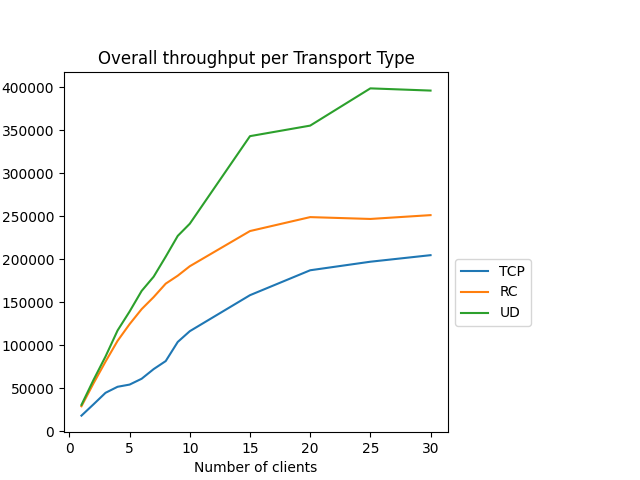 Overall throughput per Transport Type
400000
350000
300000
250000
200000
150000
100000
50000
0
0 5 10 15 20 25 30
Number of clients
TCP
RC
UD